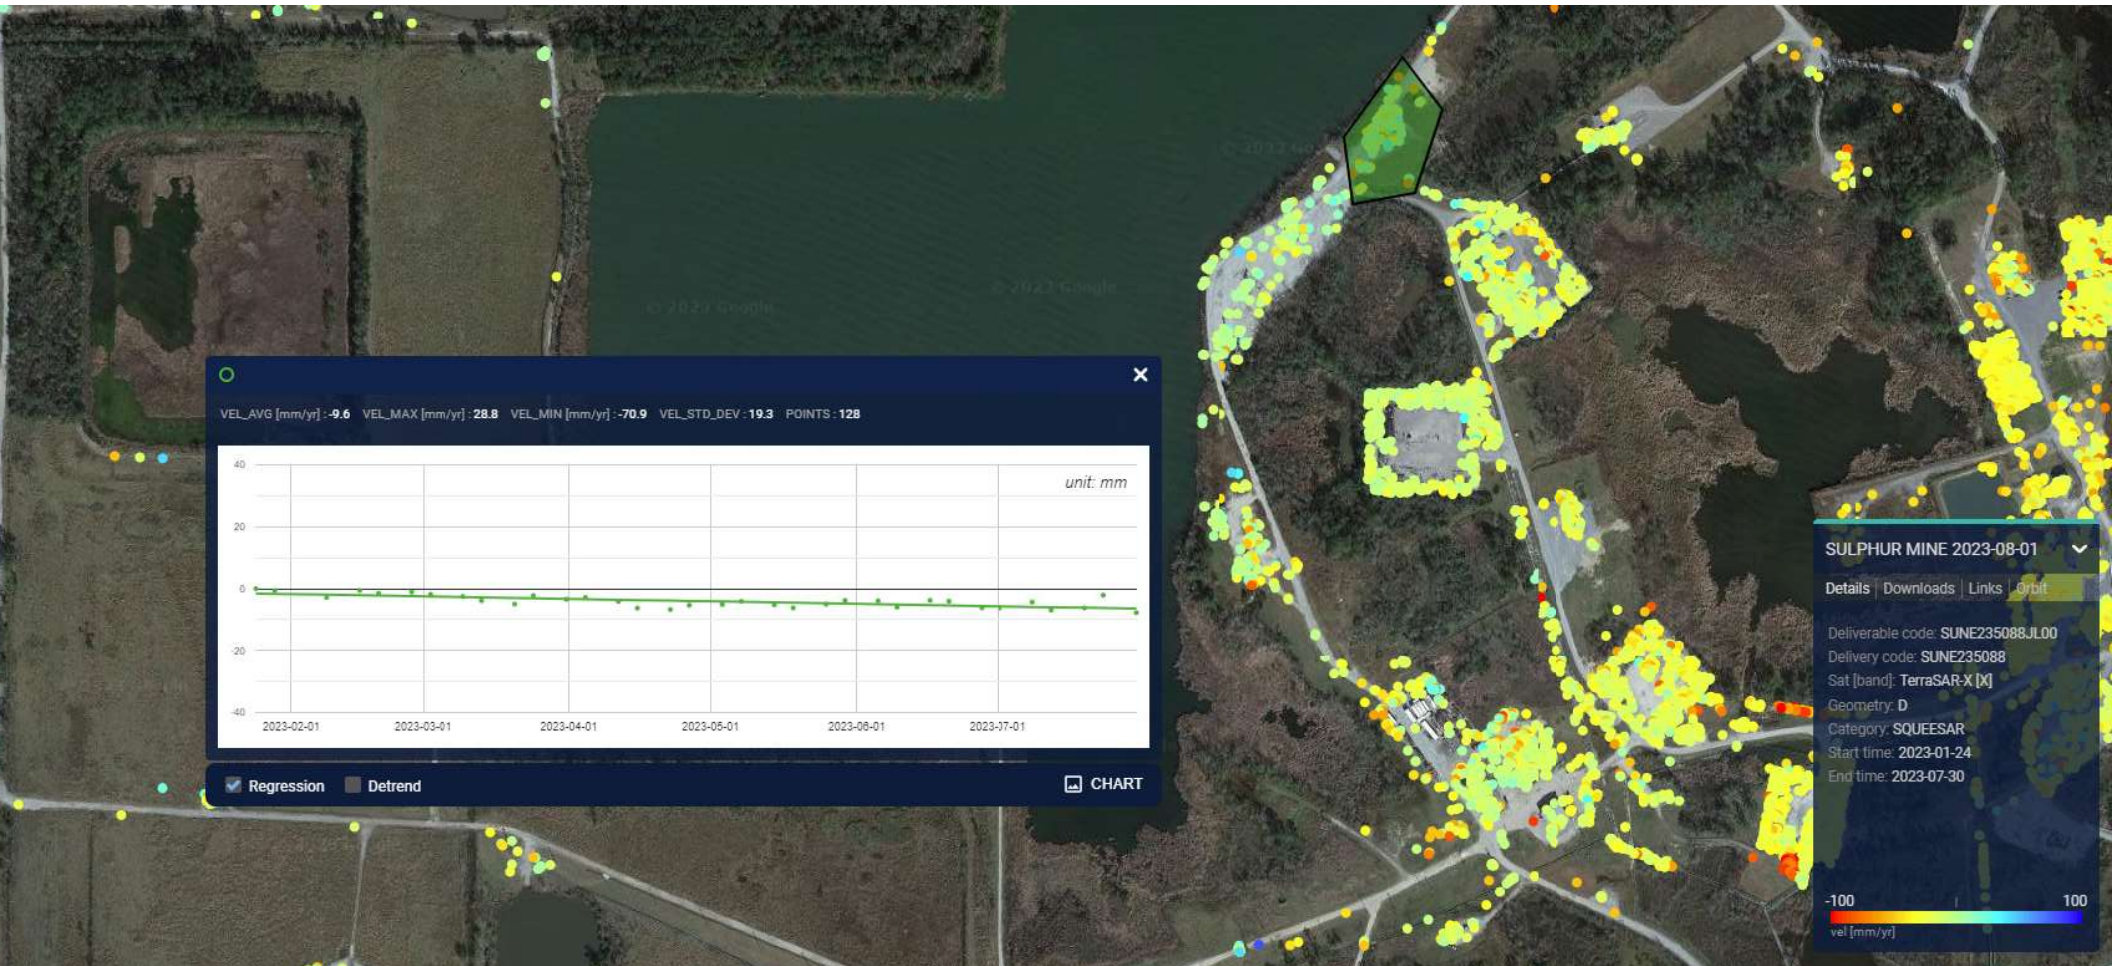 © 2023 Google
© 2023 Google
VEL_AVG [mm/yr] : -9.6 VEL_MAX [mm/yr] : 28.8 VEL_MIN [mm/yr] : -70.9 VEL_STD_DEV : 19.3 POINTS : 128
unit: mm
40
20
0
-20
-40
2023-02-01 2023-03-01 2023-04-01 2023-05-01 2023-06-01 2023-07-01
Regression Detrend CHART
SULPHUR MINE 2023-08-01
Details | Downloads | Links | Orbit
Deliverable code: SUNE235088JL00
Delivery code: SUNE235088
Sat [band]: TerraSAR-X [X]
Geometry: D
Category: SQUEESAR
Start time: 2023-01-24
End time: 2023-07-30
-100 100
vel [mm/yr]